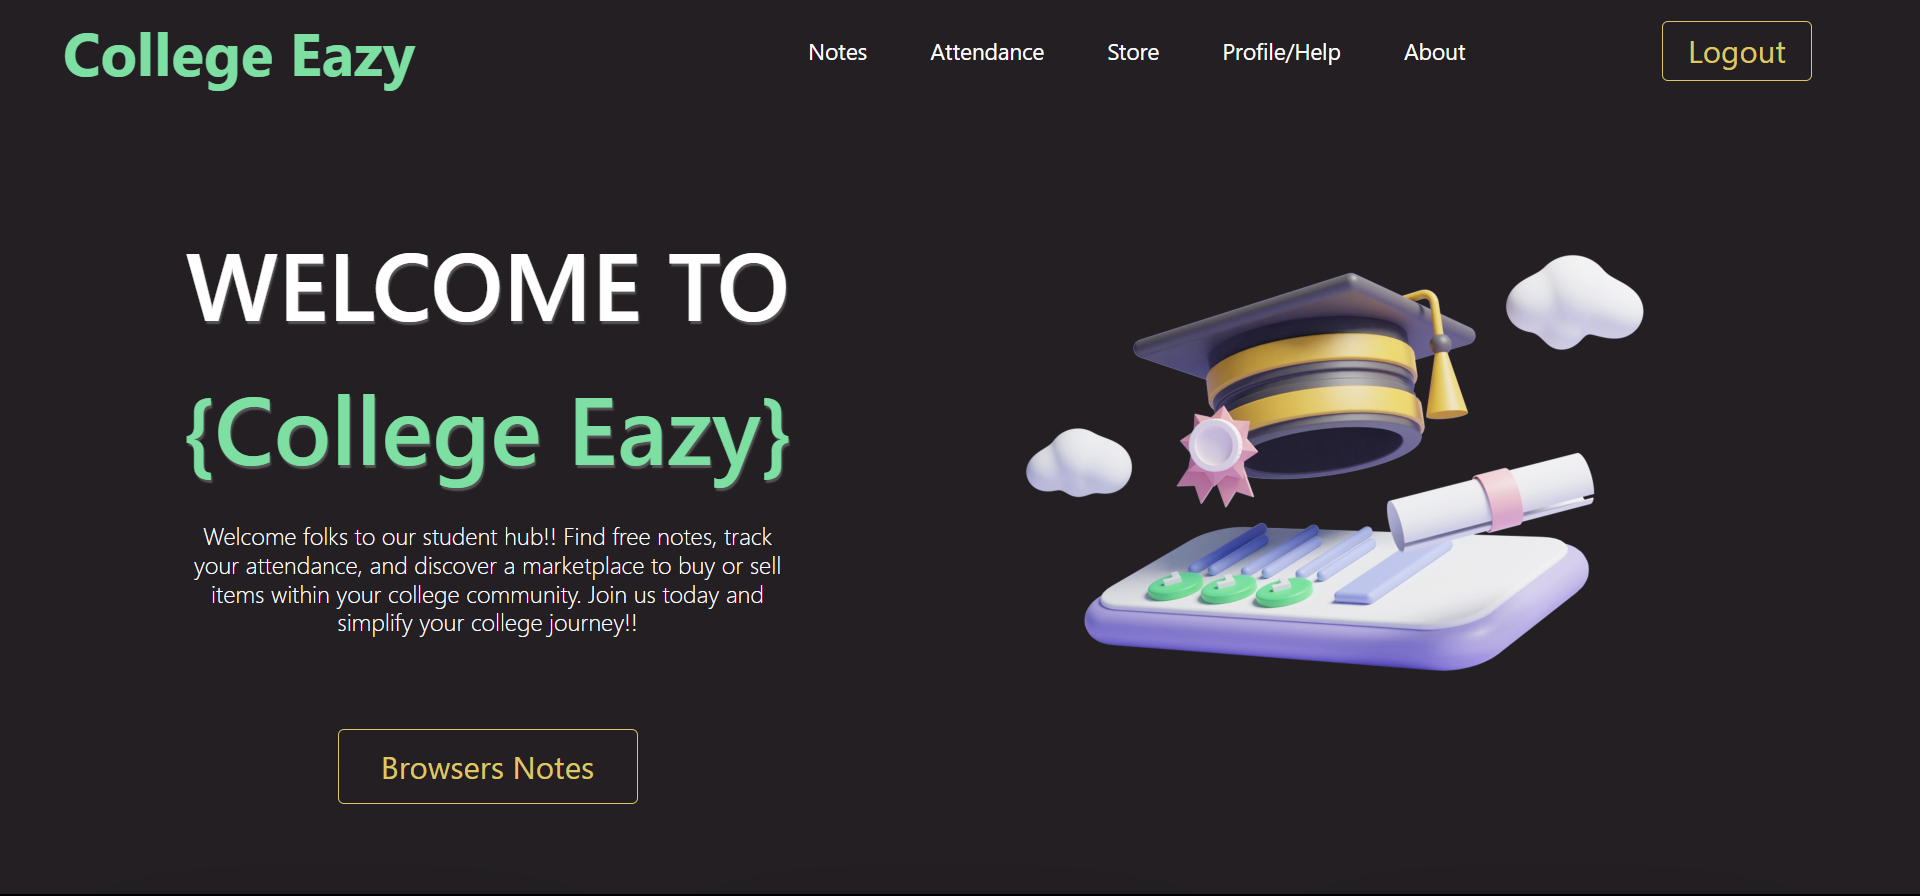 College Eazy
Notes Attendance Store Profile/Help About
Logout
WELCOME TO
{College Eazy}
Welcome folks to our student hub!! Find free notes, track
your attendance, and discover a marketplace to buy or sell
items within your college community. Join us today and
simplify your college journey!!
Browsers Notes